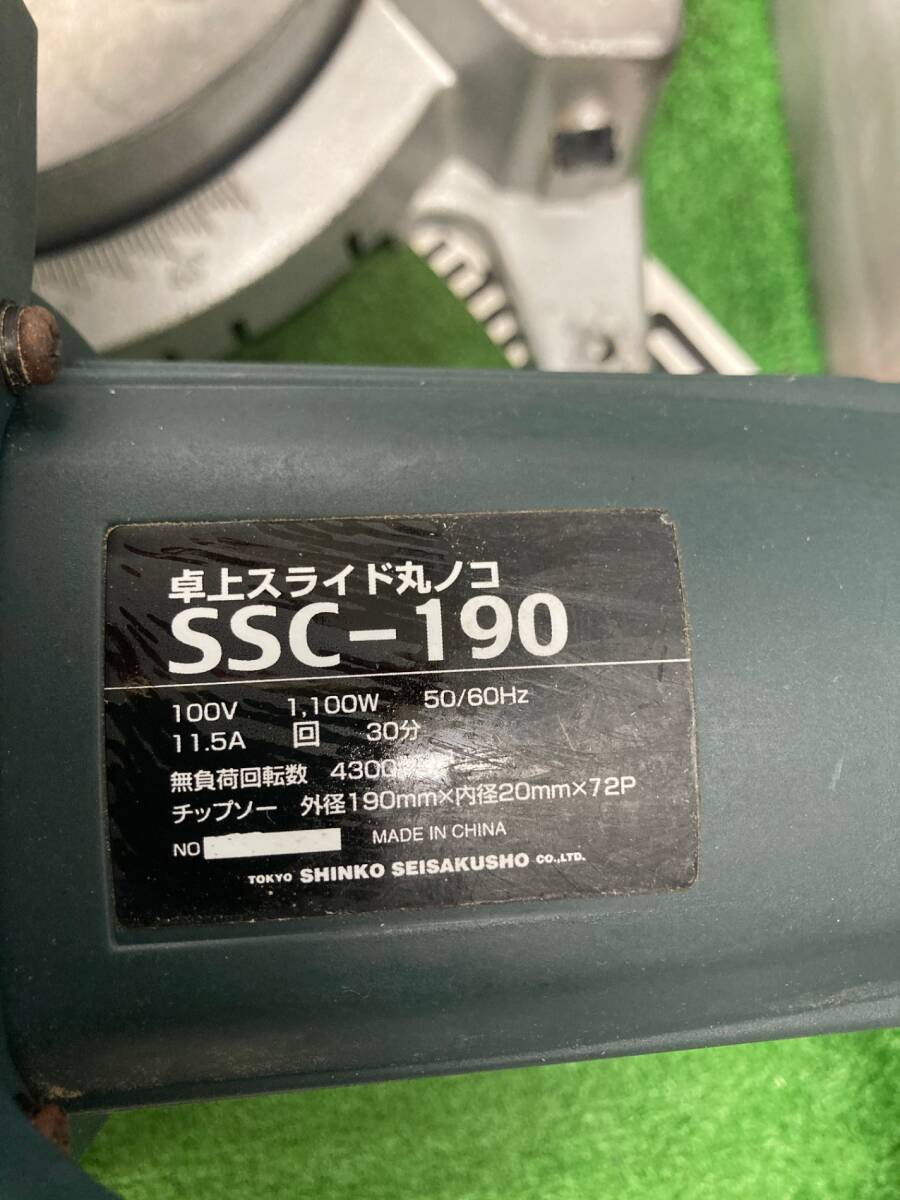 卓上スライド丸ノコ
SSC-190
100V 1,100W 50/60Hz
11.5A 回 30分
無負荷回転数 4300
チップソー 外径190mm×内径20mm×72P
NO MADE IN CHINA
TOKYO SHINKO SEISAKUSHO CO.,LTD.